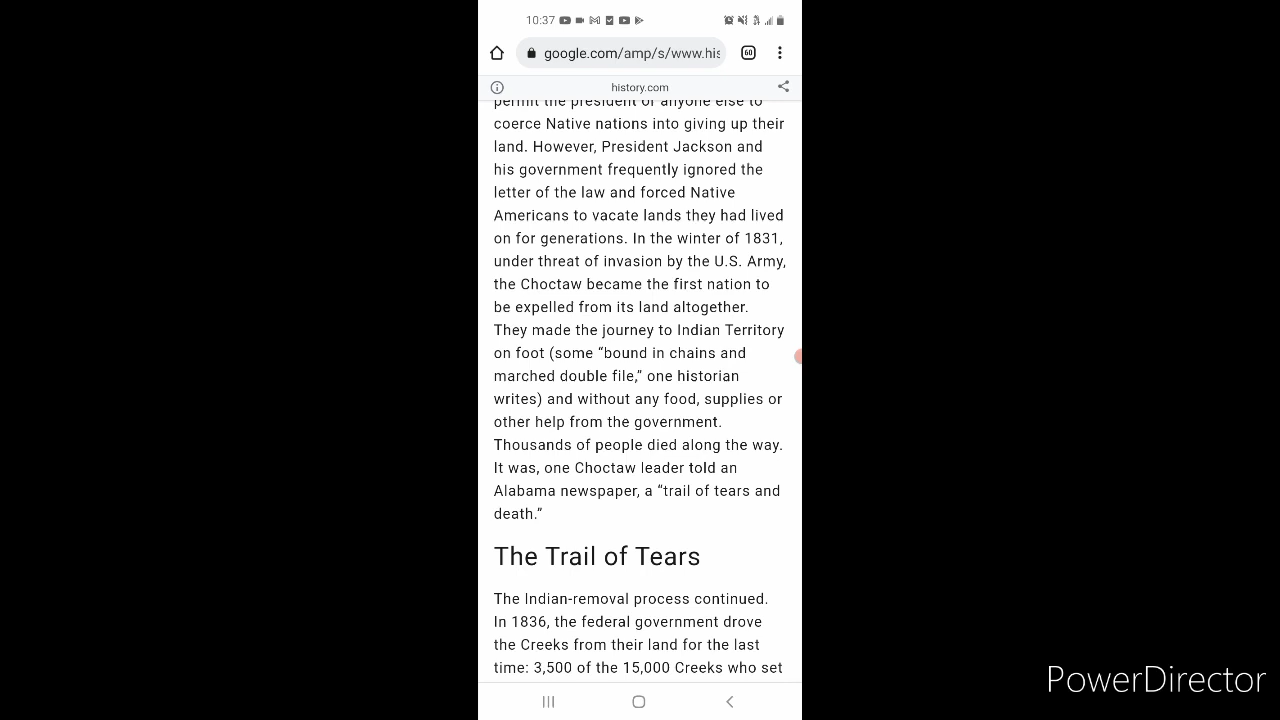 10:37
google.com/amp/s/www.his
60
history.com
permit the president or anyone else to
coerce Native nations into giving up their
land. However, President Jackson and
his government frequently ignored the
letter of the law and forced Native
Americans to vacate lands they had lived
on for generations. In the winter of 1831,
under threat of invasion by the U.S. Army,
the Choctaw became the first nation to
be expelled from its land altogether.
They made the journey to Indian Territory
on foot (some “bound in chains and
marched double file,” one historian
writes) and without any food, supplies or
other help from the government.
Thousands of people died along the way.
It was, one Choctaw leader told an
Alabama newspaper, a “trail of tears and
death.”
The Trail of Tears
The Indian-removal process continued.
In 1836, the federal government drove
the Creeks from their land for the last
time: 3,500 of the 15,000 Creeks who set
PowerDirector